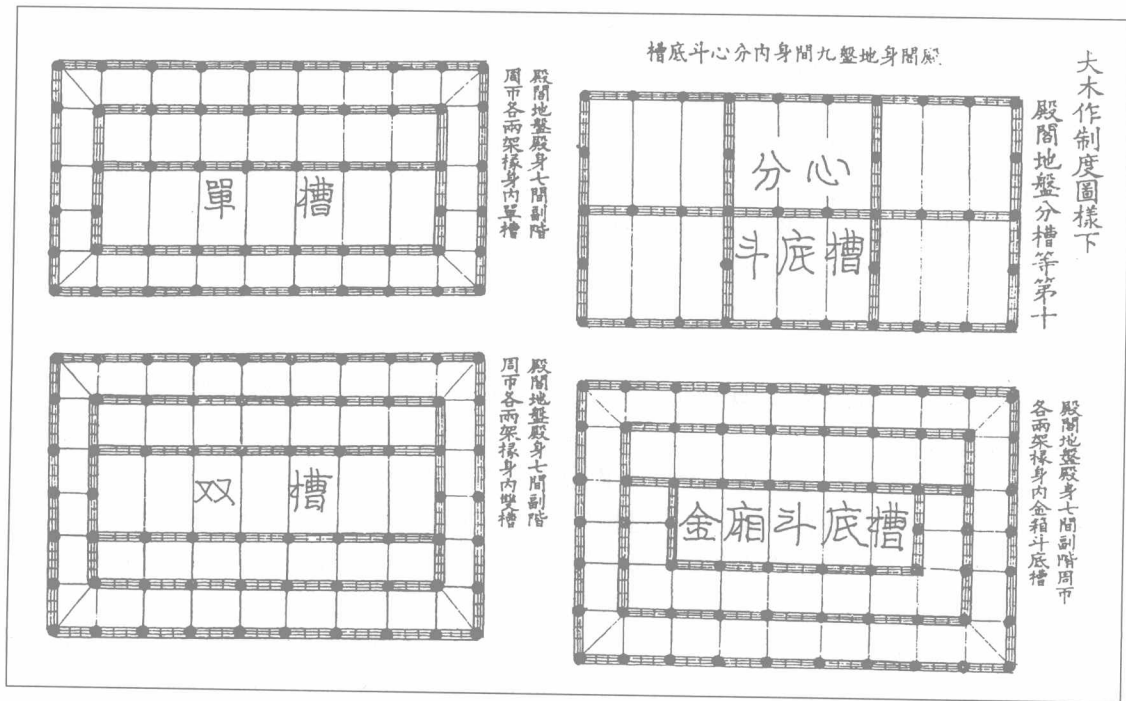 大木作制度圖樣下
殿閣地盤分槽等第十
殿閣身地盤九間身内分心斗底槽
分心
斗底槽
殿閣地盤殿身七間副階周帀
各兩架椽身内金箱斗底槽
金廂斗底槽
殿閣地盤殿身七間副階
周帀各兩架椽身内單槽
單槽
殿閣地盤殿身七間副階
周帀各兩架椽身内雙槽
双槽